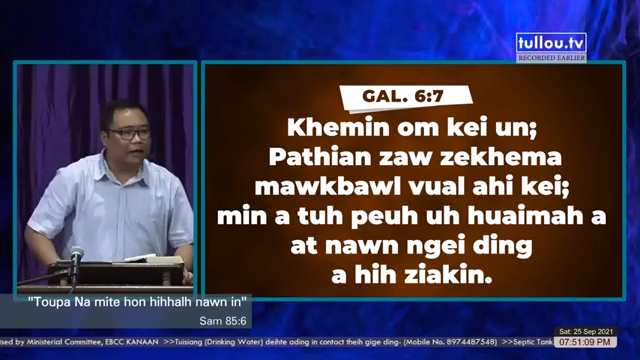 tullou.tv
RECORDED EARLIER
GAL. 6:7
Khemin om kei un;
Pathian zaw zekhema
mawkbawl vual ahi kei;
min a tuh peuh uh huaimah a
at nawn ngei ding
a hih ziakin.
"Toupa Na mite hon hihhalh nawn in"
Sam 85:6
Sat: 25 Sep 2021
07:51:09 PM
ised by Ministerial Committee, EBCC KANAAN >>Tuisiang (Drinking Water) deihte ading in contact theih gige ding- (Mobile No. 8974487548) >>Septic Tank